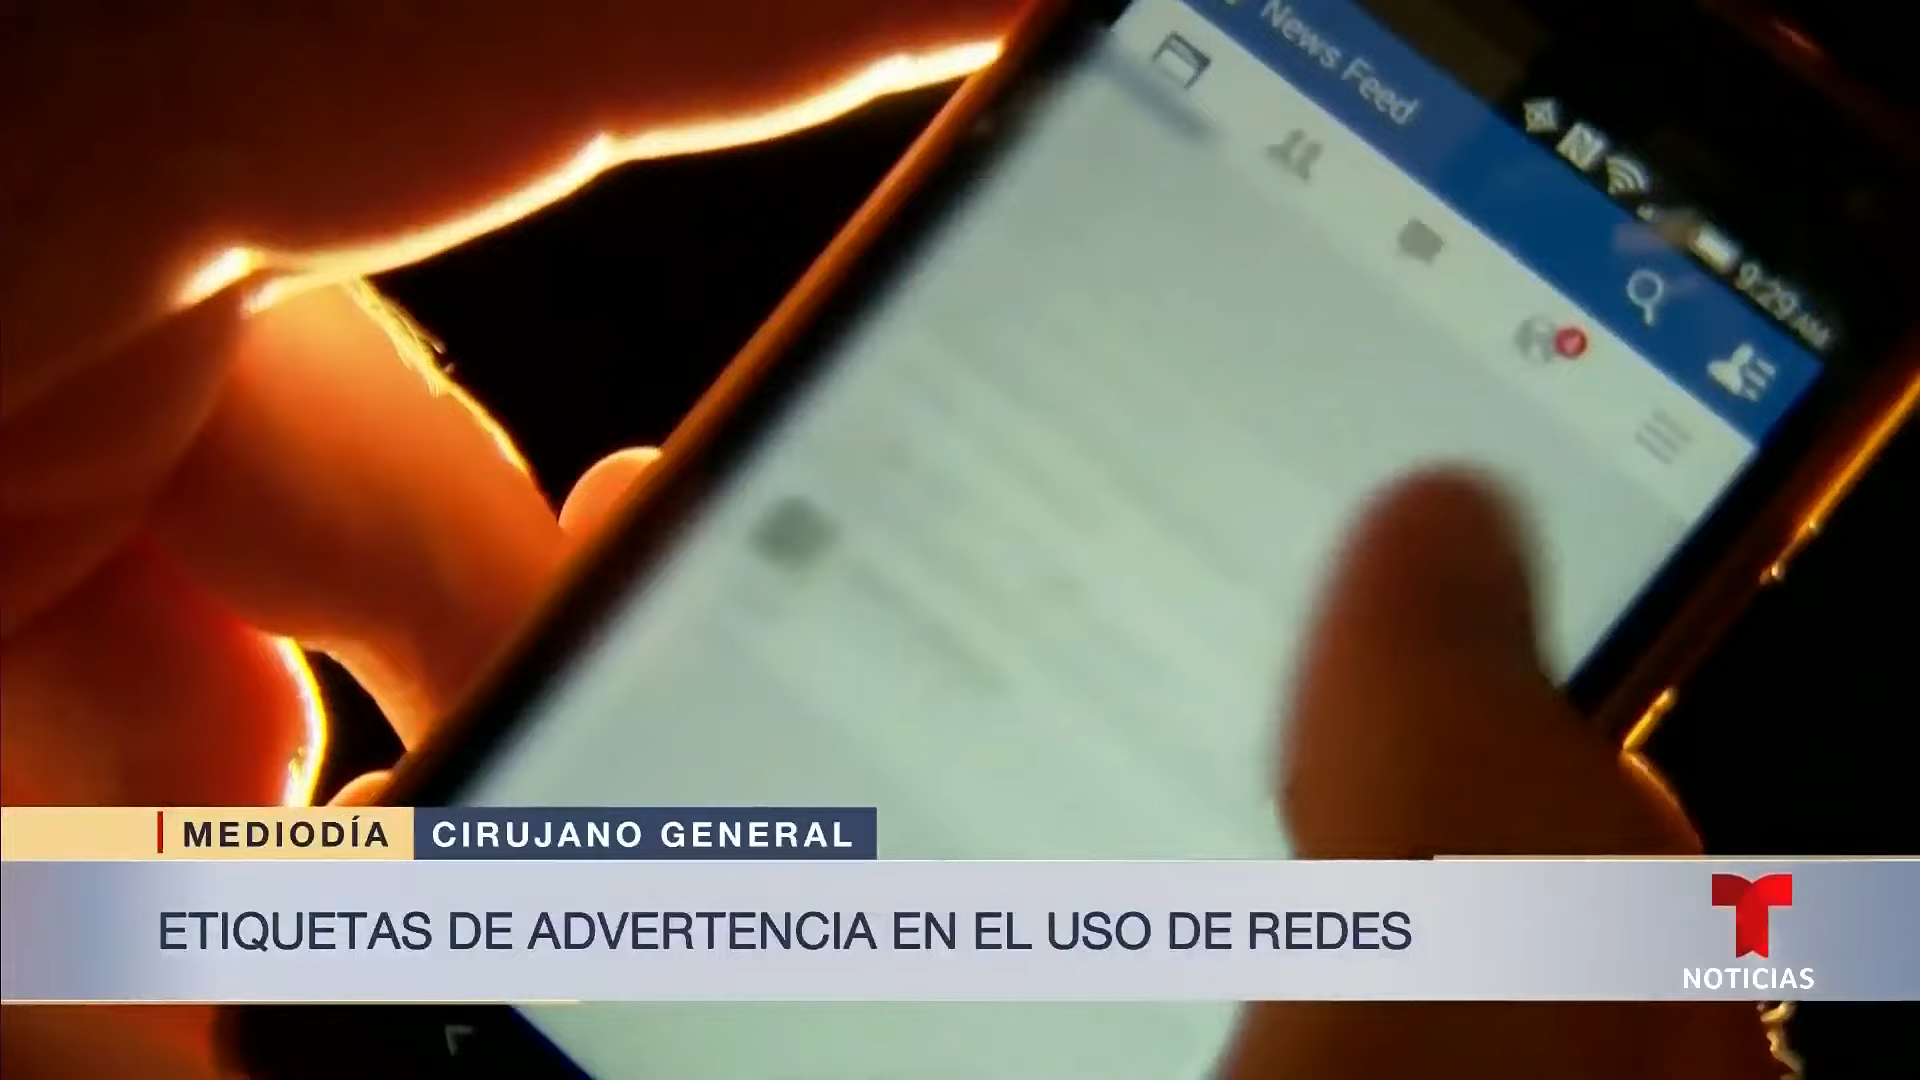 News Feed
9:29 AM
MEDIODÍA
CIRUJANO GENERAL
ETIQUETAS DE ADVERTENCIA EN EL USO DE REDES
NOTICIAS